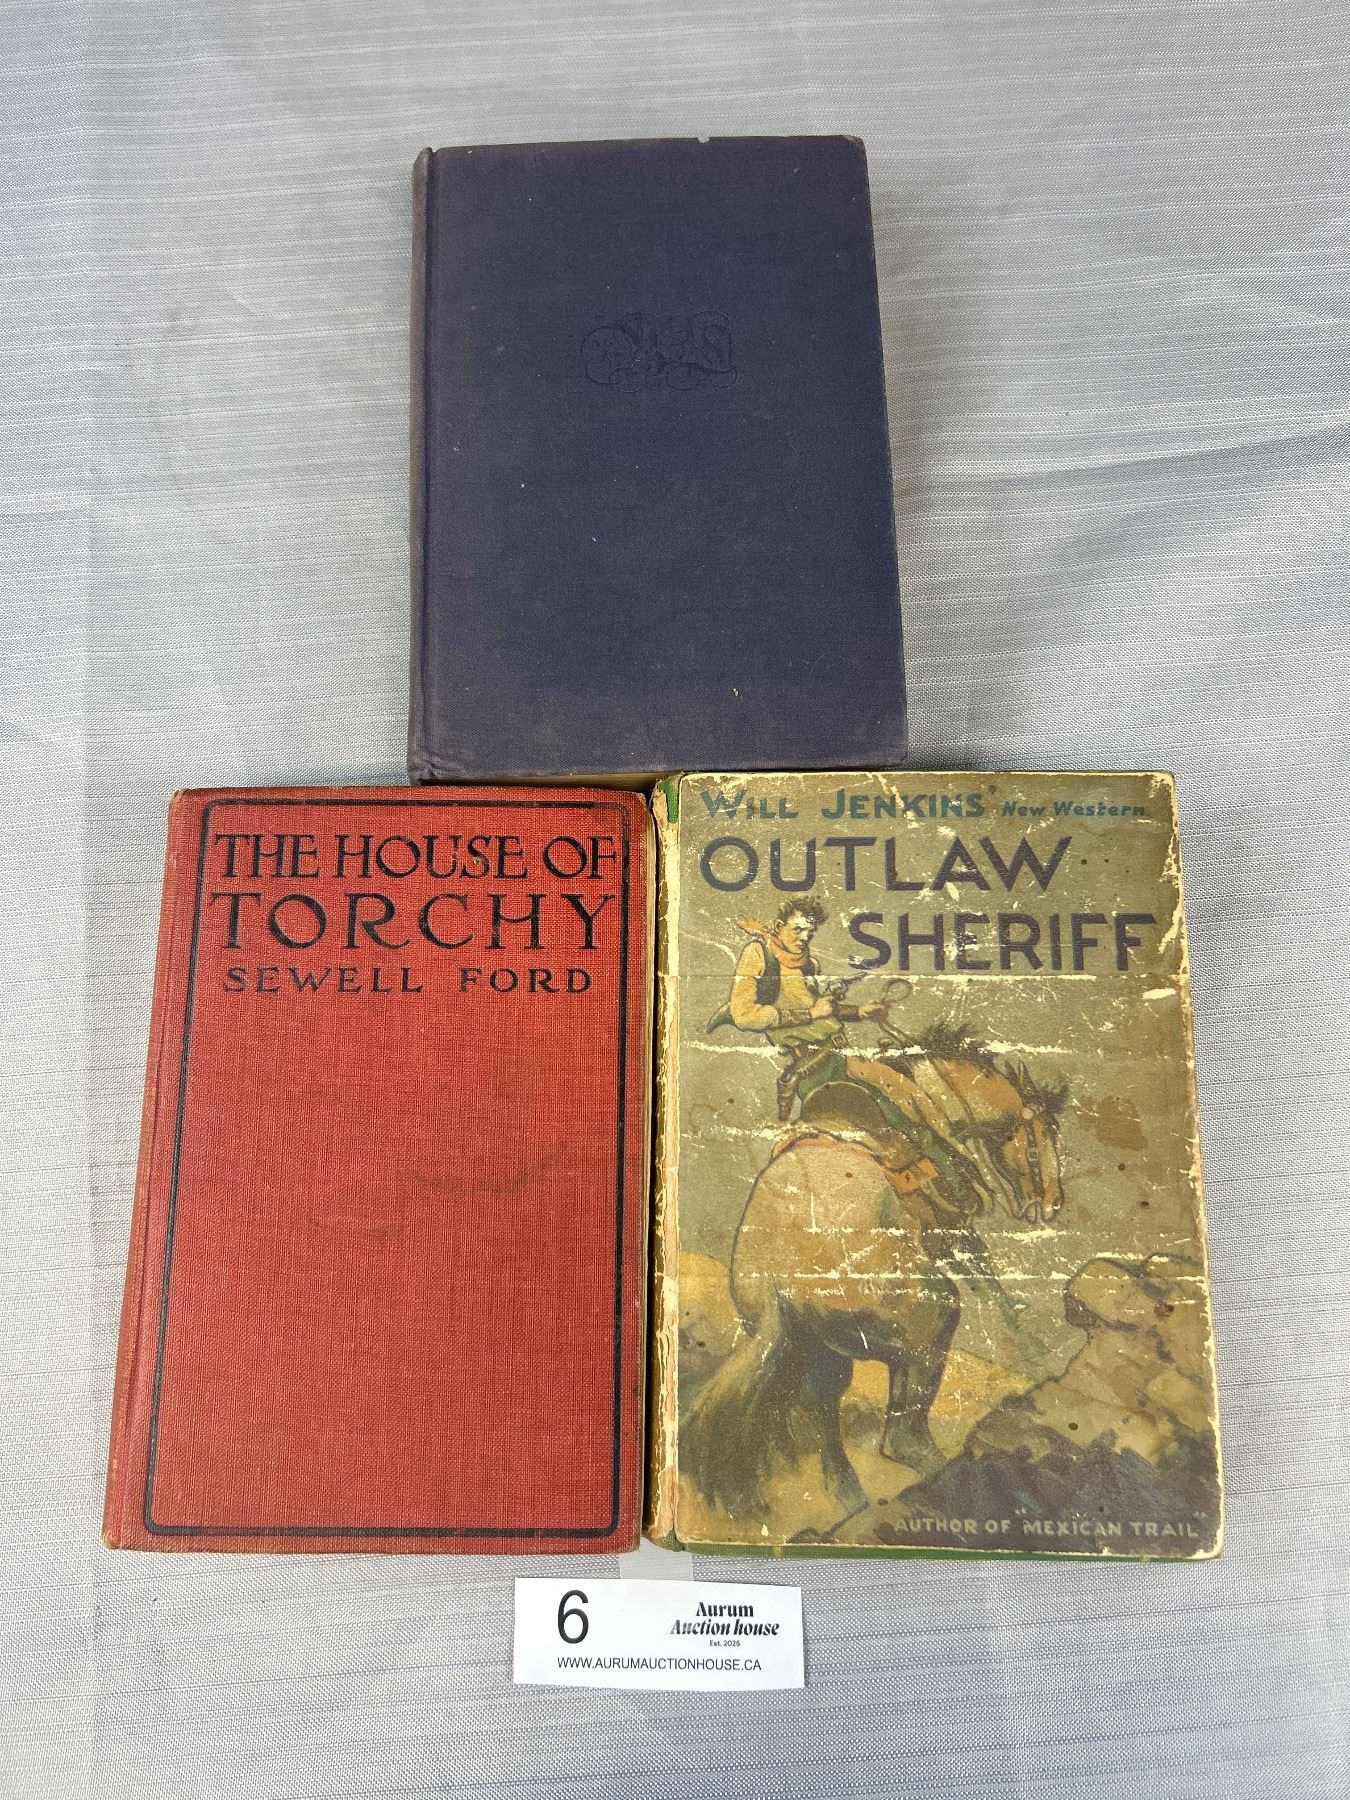 THE HOUSE OF
TORCHY
SEWELL FORD
WILL JENKINS' New Western
OUTLAW
SHERIFF
AUTHOR OF "MEXICAN TRAIL"
6
Aurum
Auction house
Est. 2025
WWW.AURUMAUCTIONHOUSE.CA